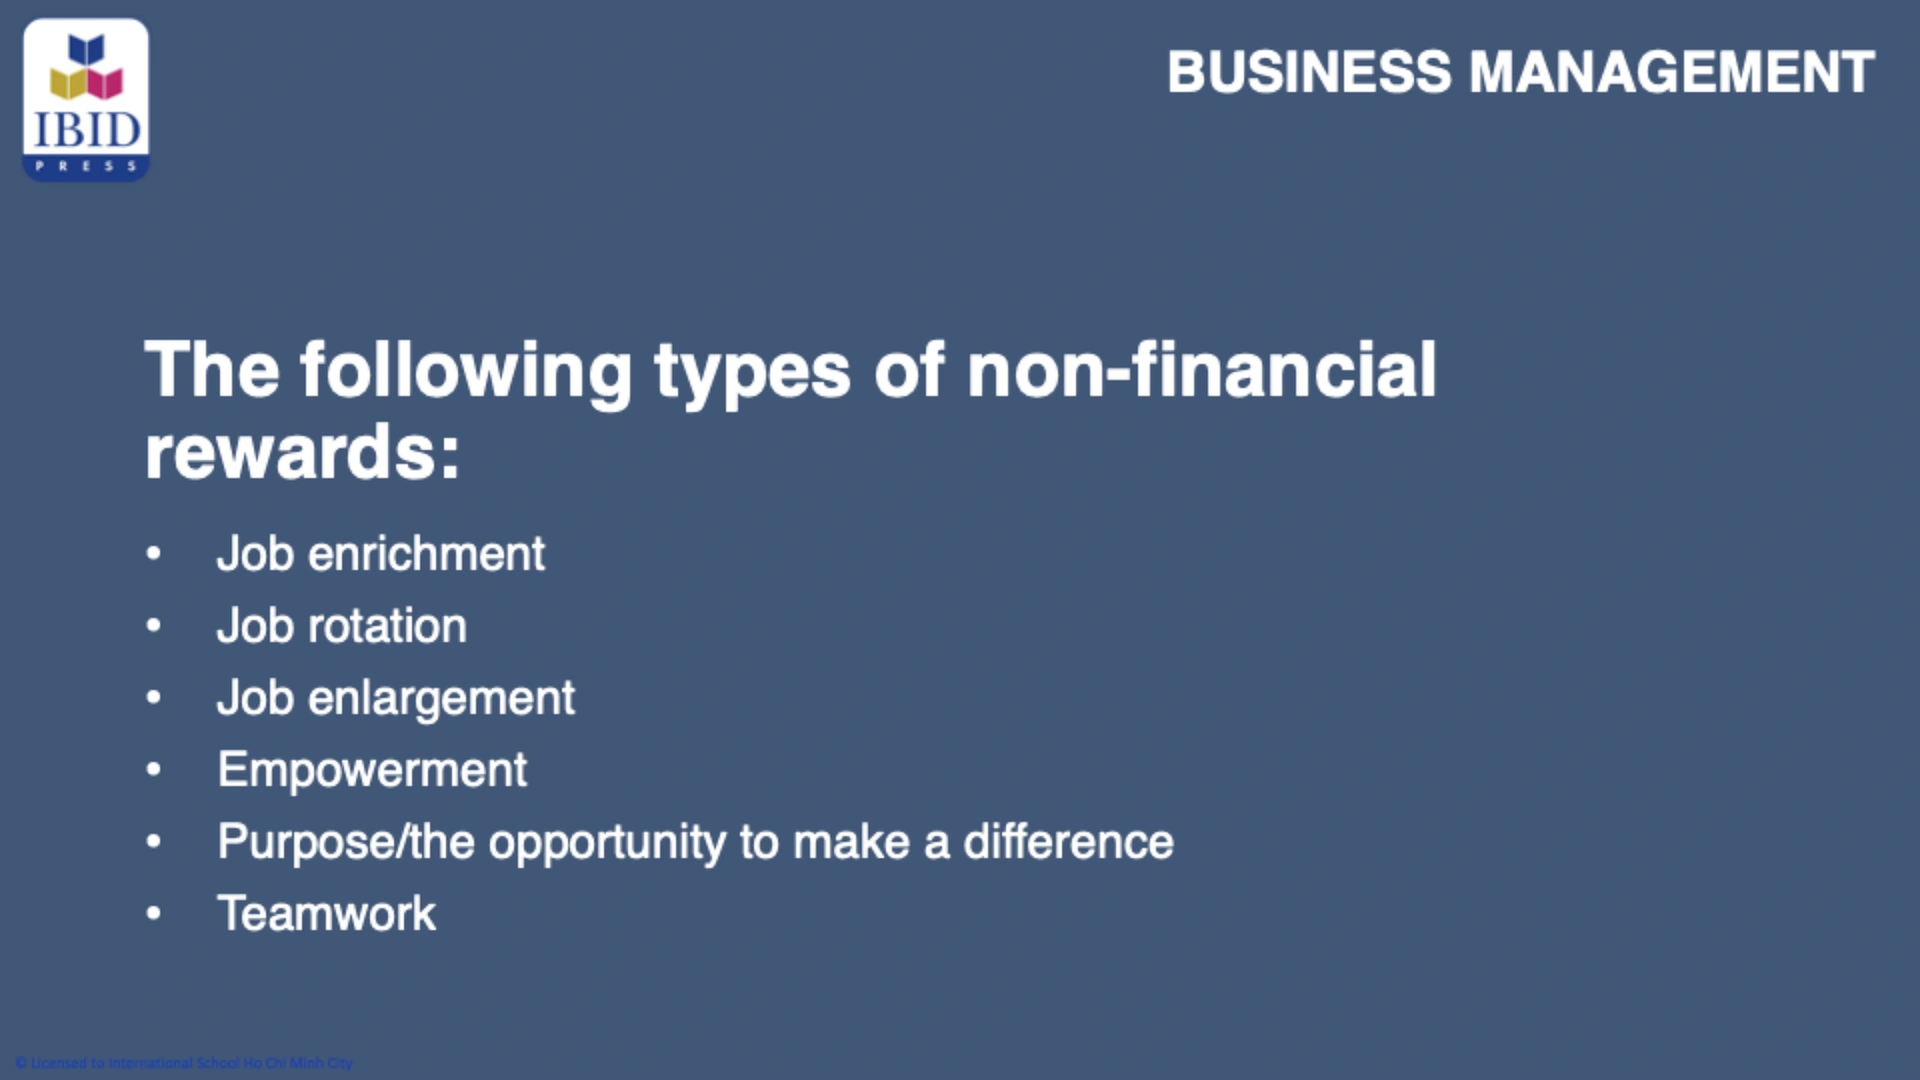 IBID
PRESS
BUSINESS MANAGEMENT
The following types of non-financial
rewards:
• Job enrichment
• Job rotation
• Job enlargement
• Empowerment
• Purpose/the opportunity to make a difference
• Teamwork
© Licensed to International School Ho Chi Minh City